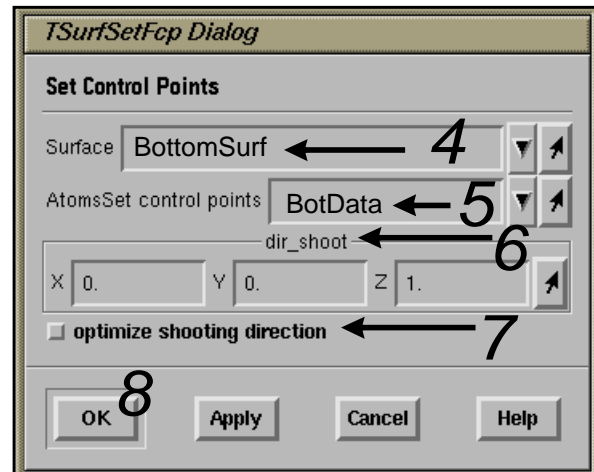 TSurfSetFcp Dialog
Set Control Points
Surface BottomSurf 4
AtomsSet control points BotData 5
dir_shoot 6
X 0. Y 0. Z 1.
optimize shooting direction 7
8
OK Apply Cancel Help